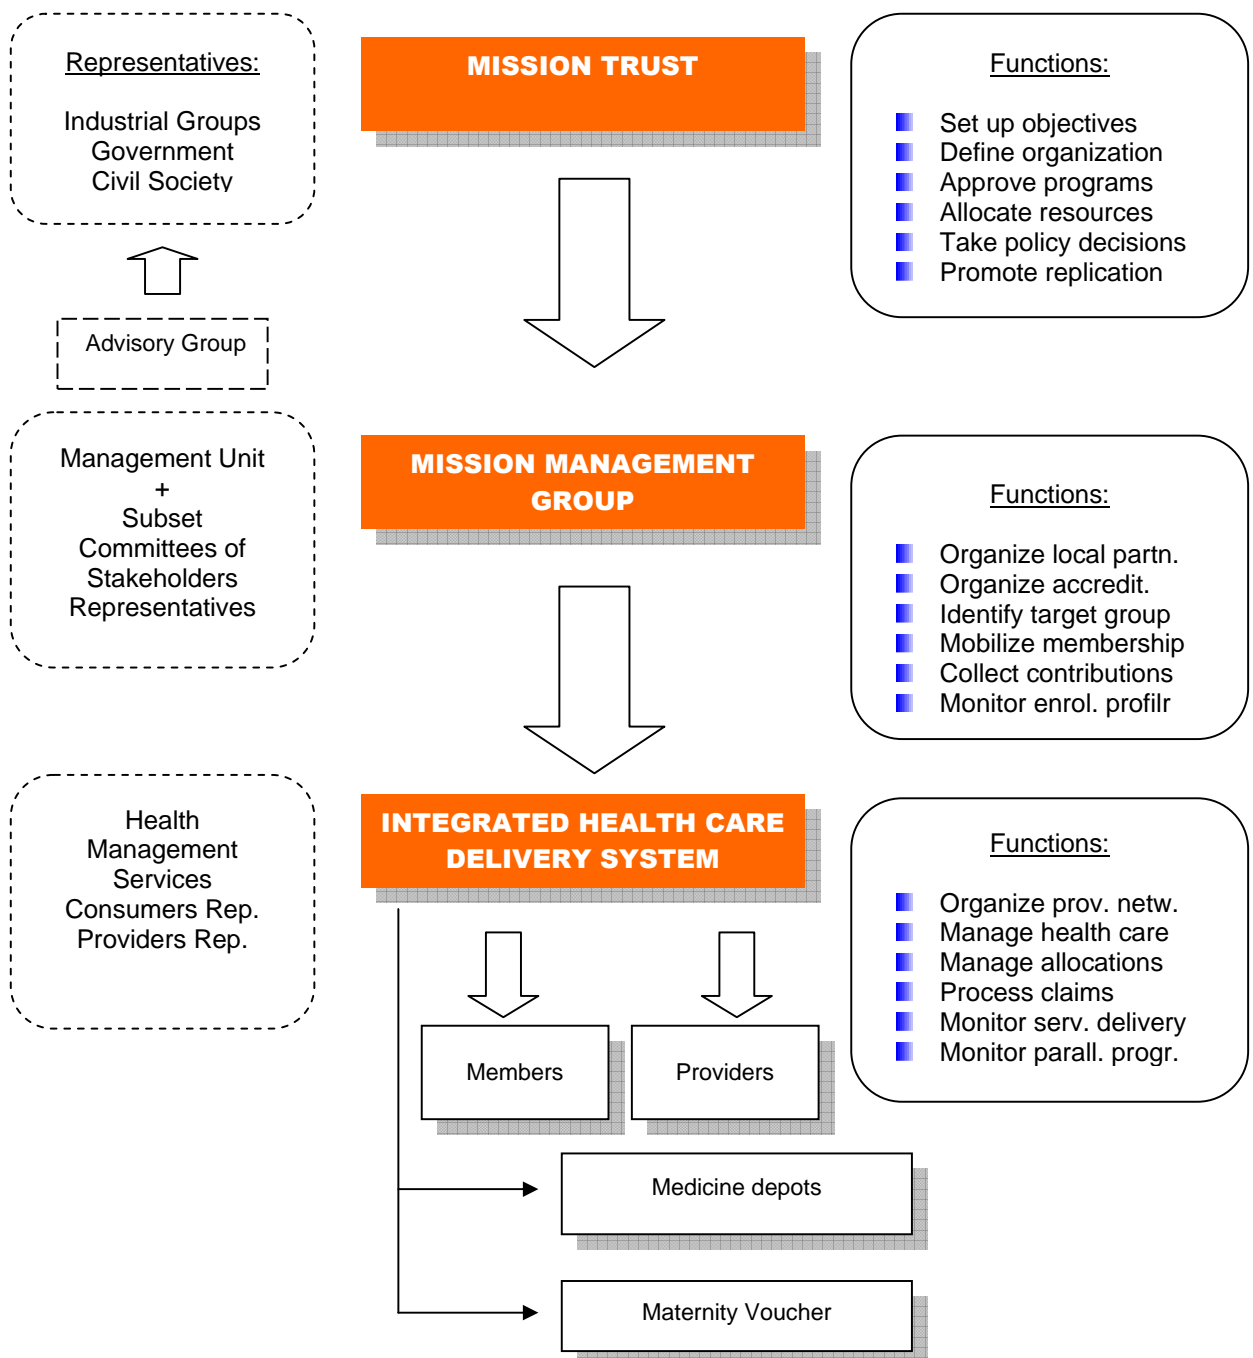 Representatives:
Industrial Groups
Government
Civil Society
MISSION TRUST
Functions:
Set up objectives
Define organization
Approve programs
Allocate resources
Take policy decisions
Promote replication
Advisory Group
Management Unit
+
Subset
Committees of
Stakeholders
Representatives
MISSION MANAGEMENT
GROUP
Functions:
Organize local partn.
Organize accredit.
Identify target group
Mobilize membership
Collect contributions
Monitor enrol. profilr
Health
Management
Services
Consumers Rep.
Providers Rep.
INTEGRATED HEALTH CARE
DELIVERY SYSTEM
Functions:
Organize prov. netw.
Manage health care
Manage allocations
Process claims
Monitor serv. delivery
Monitor parall. progr.
Members
Providers
Medicine depots
Maternity Voucher